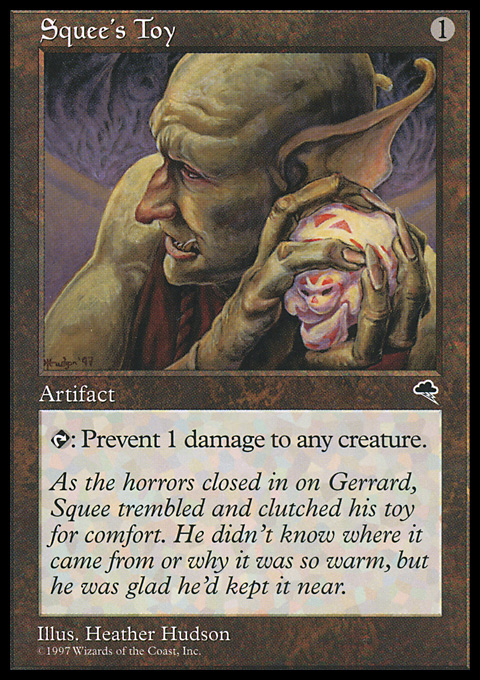 Squee's Toy 1
Artifact
: Prevent 1 damage to any creature.
As the horrors closed in on Gerrard,
Squee trembled and clutched his toy
for comfort. He didn't know where it
came from or why it was so warm, but
he was glad he'd kept it near.
Illus. Heather Hudson
©1997 Wizards of the Coast, Inc.